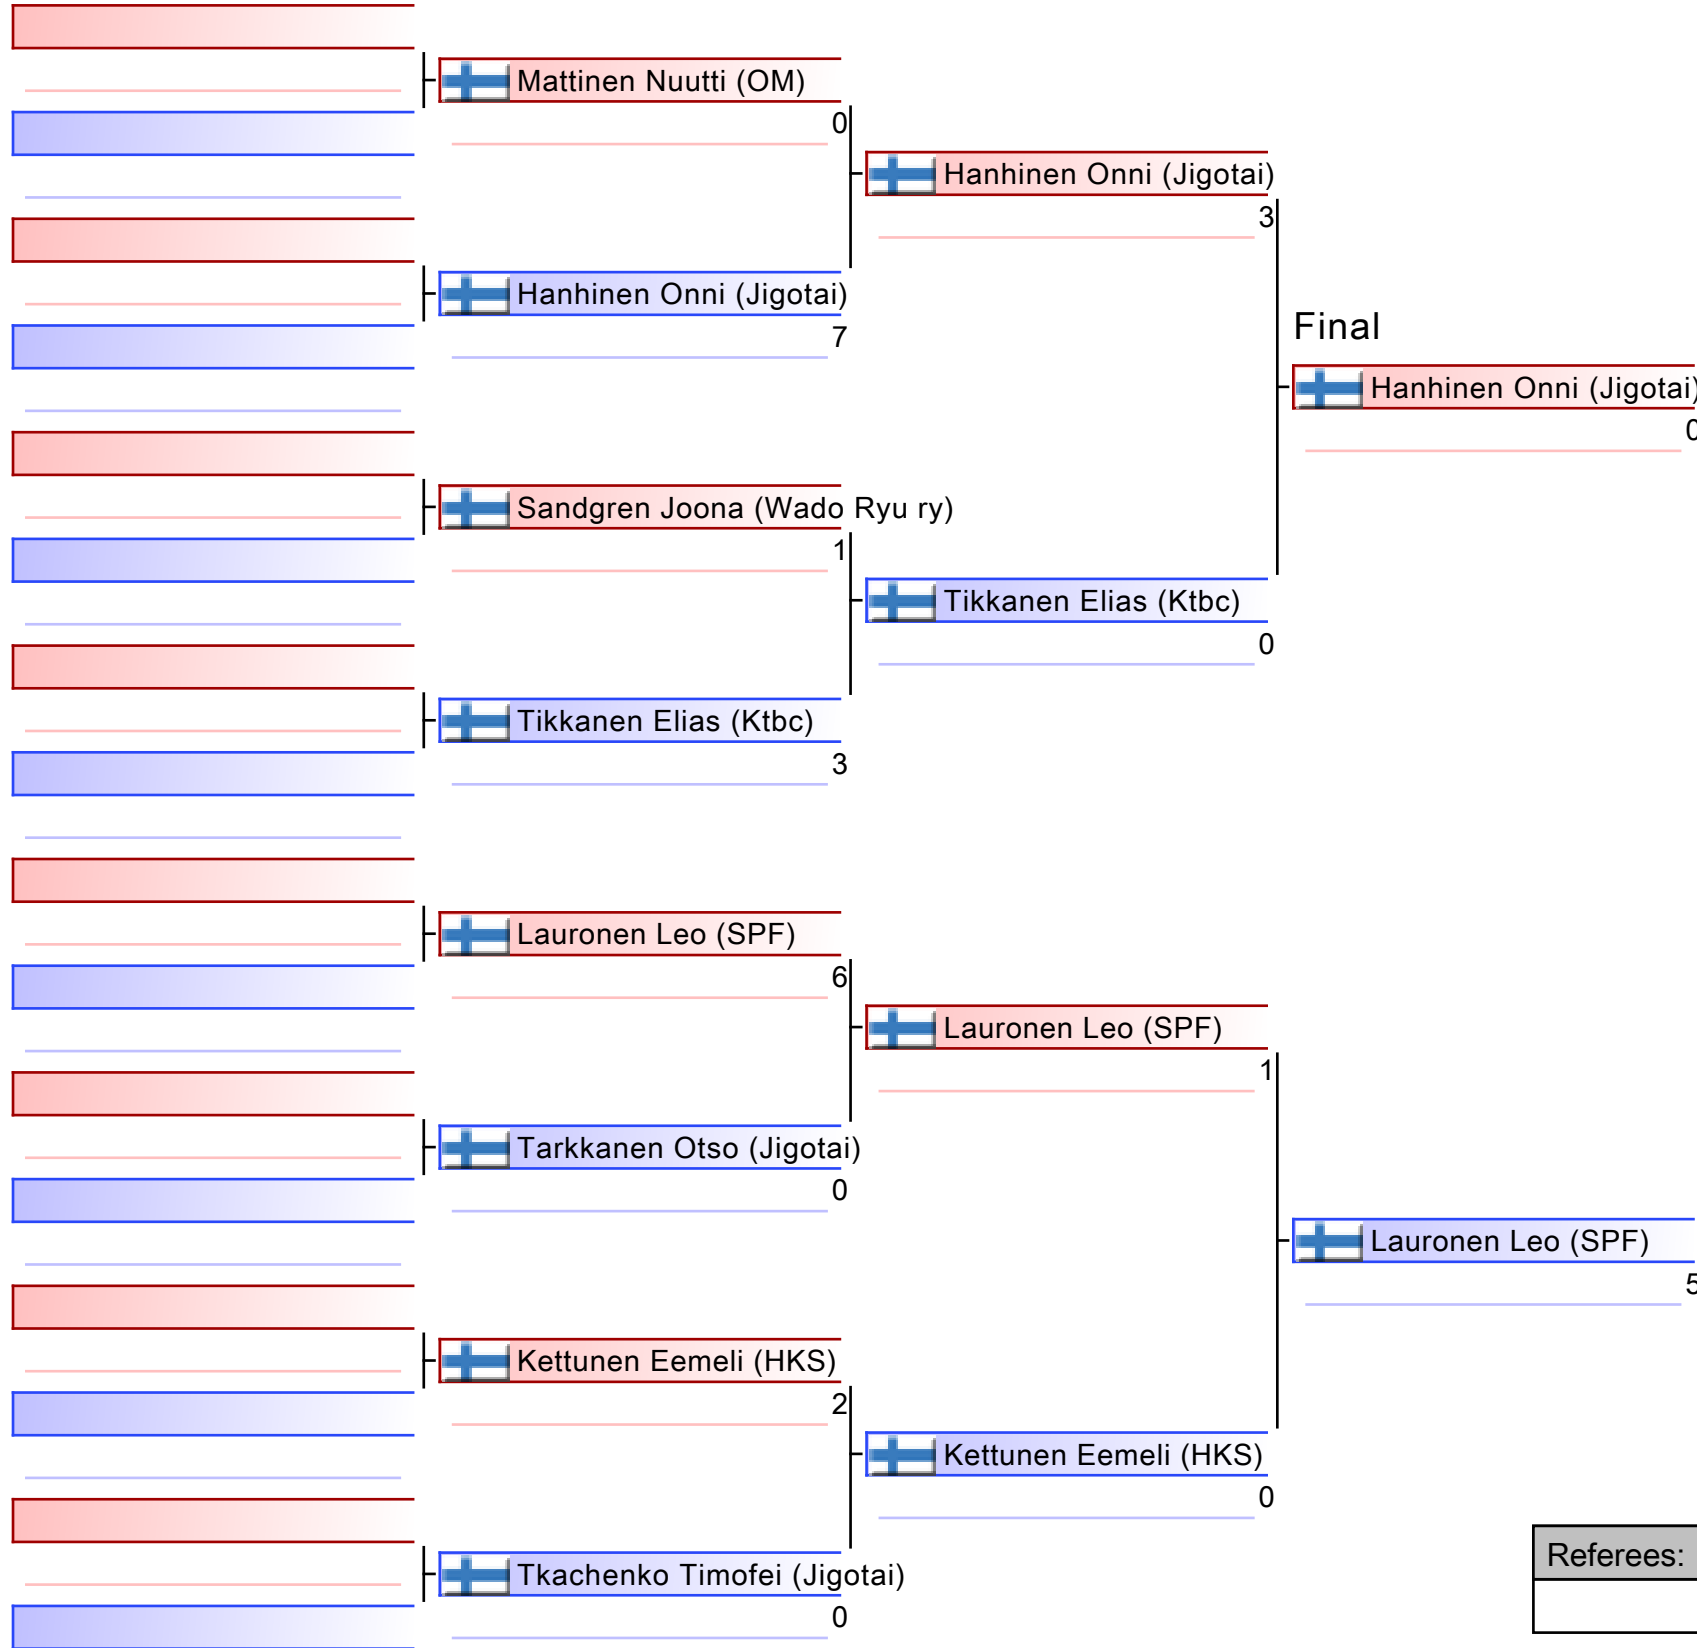 Mattinen Nuutti (OM)
0
Hanhinen Onni (Jigotai)
3
Hanhinen Onni (Jigotai)
7
Final
Hanhinen Onni (Jigotai)
0
Sandgren Joona (Wado Ryu ry)
1
Tikkanen Elias (Ktbc)
0
Tikkanen Elias (Ktbc)
3
Lauronen Leo (SPF)
6
Lauronen Leo (SPF)
1
Tarkkanen Otso (Jigotai)
0
Lauronen Leo (SPF)
5
Kettunen Eemeli (HKS)
2
Kettunen Eemeli (HKS)
0
Referees:
Tkachenko Timofei (Jigotai)
0